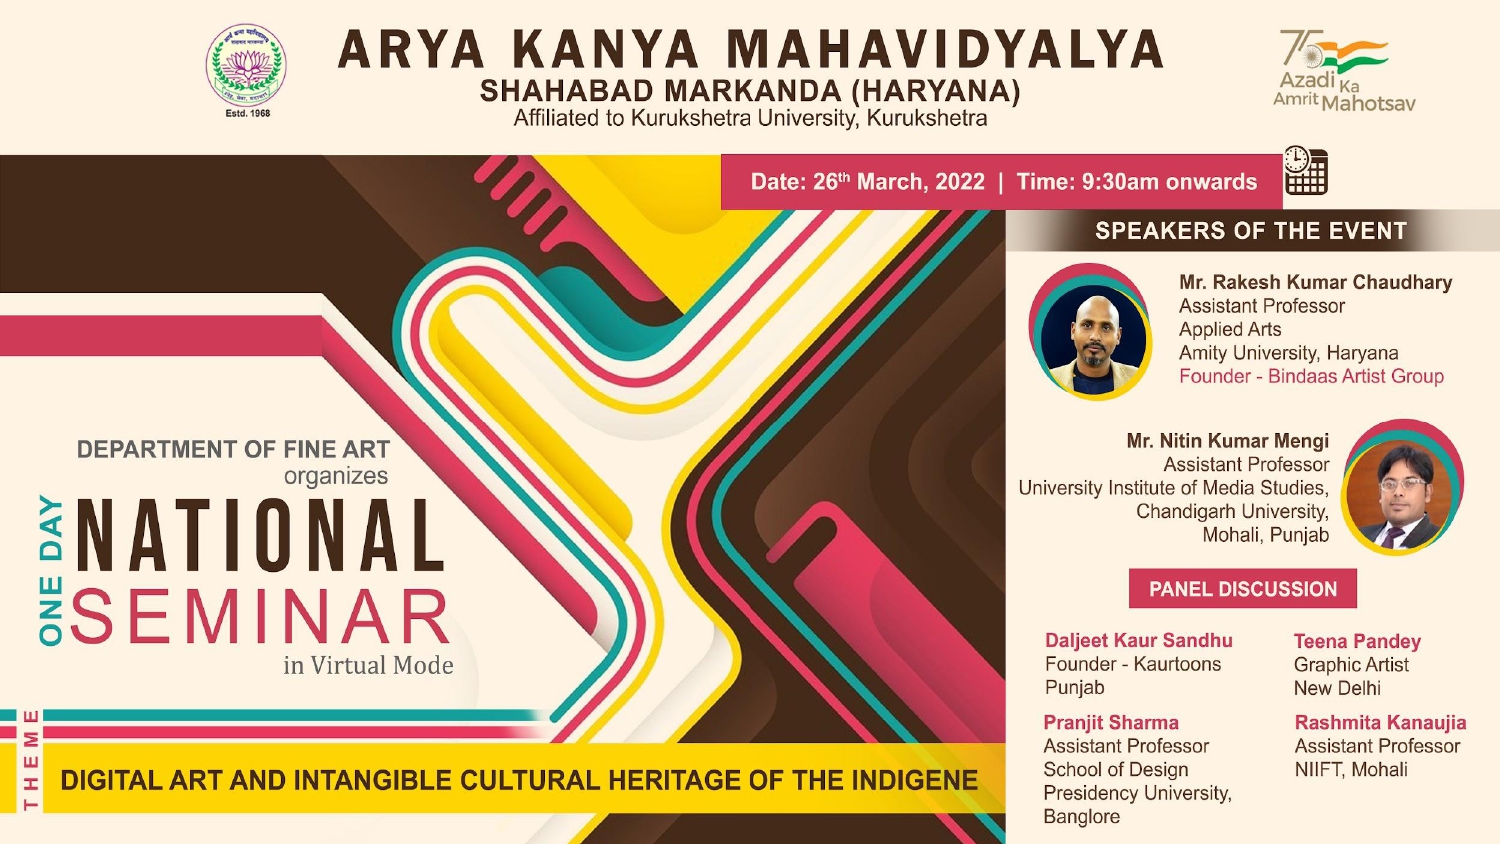 ARYA KANYA MAHAVIDYALYA
SHAHABAD MARKANDA (HARYANA)
Affiliated to Kurukshetra University, Kurukshetra
Estd. 1968
75
Azadi Ka
Amrit Mahotsav
Date: 26th March, 2022 | Time: 9:30am onwards
SPEAKERS OF THE EVENT
Mr. Rakesh Kumar Chaudhary
Assistant Professor
Applied Arts
Amity University, Haryana
Founder - Bindaas Artist Group
Mr. Nitin Kumar Mengi
Assistant Professor
University Institute of Media Studies,
Chandigarh University,
Mohali, Punjab
PANEL DISCUSSION
Daljeet Kaur Sandhu
Founder - Kaurtoons
Punjab
Teena Pandey
Graphic Artist
New Delhi
Pranjit Sharma
Assistant Professor
School of Design
Presidency University,
Banglore
Rashmita Kanaujia
Assistant Professor
NIIFT, Mohali
DEPARTMENT OF FINE ART
organizes
ONE DAY
NATIONAL
SEMINAR
in Virtual Mode
THEME
DIGITAL ART AND INTANGIBLE CULTURAL HERITAGE OF THE INDIGENE